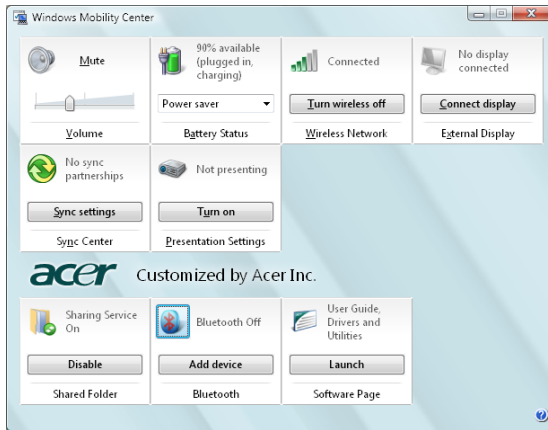 Windows Mobility Center
Mute
Volume
90% available
(plugged in,
charging)
Power saver
Battery Status
Connected
Turn wireless off
Wireless Network
No display
connected
Connect display
External Display
No sync
partnerships
Sync settings
Sync Center
Not presenting
Turn on
Presentation Settings
acer Customized by Acer Inc.
Sharing Service
On
Disable
Shared Folder
Bluetooth Off
Add device
Bluetooth
User Guide,
Drivers and
Utilities
Launch
Software Page